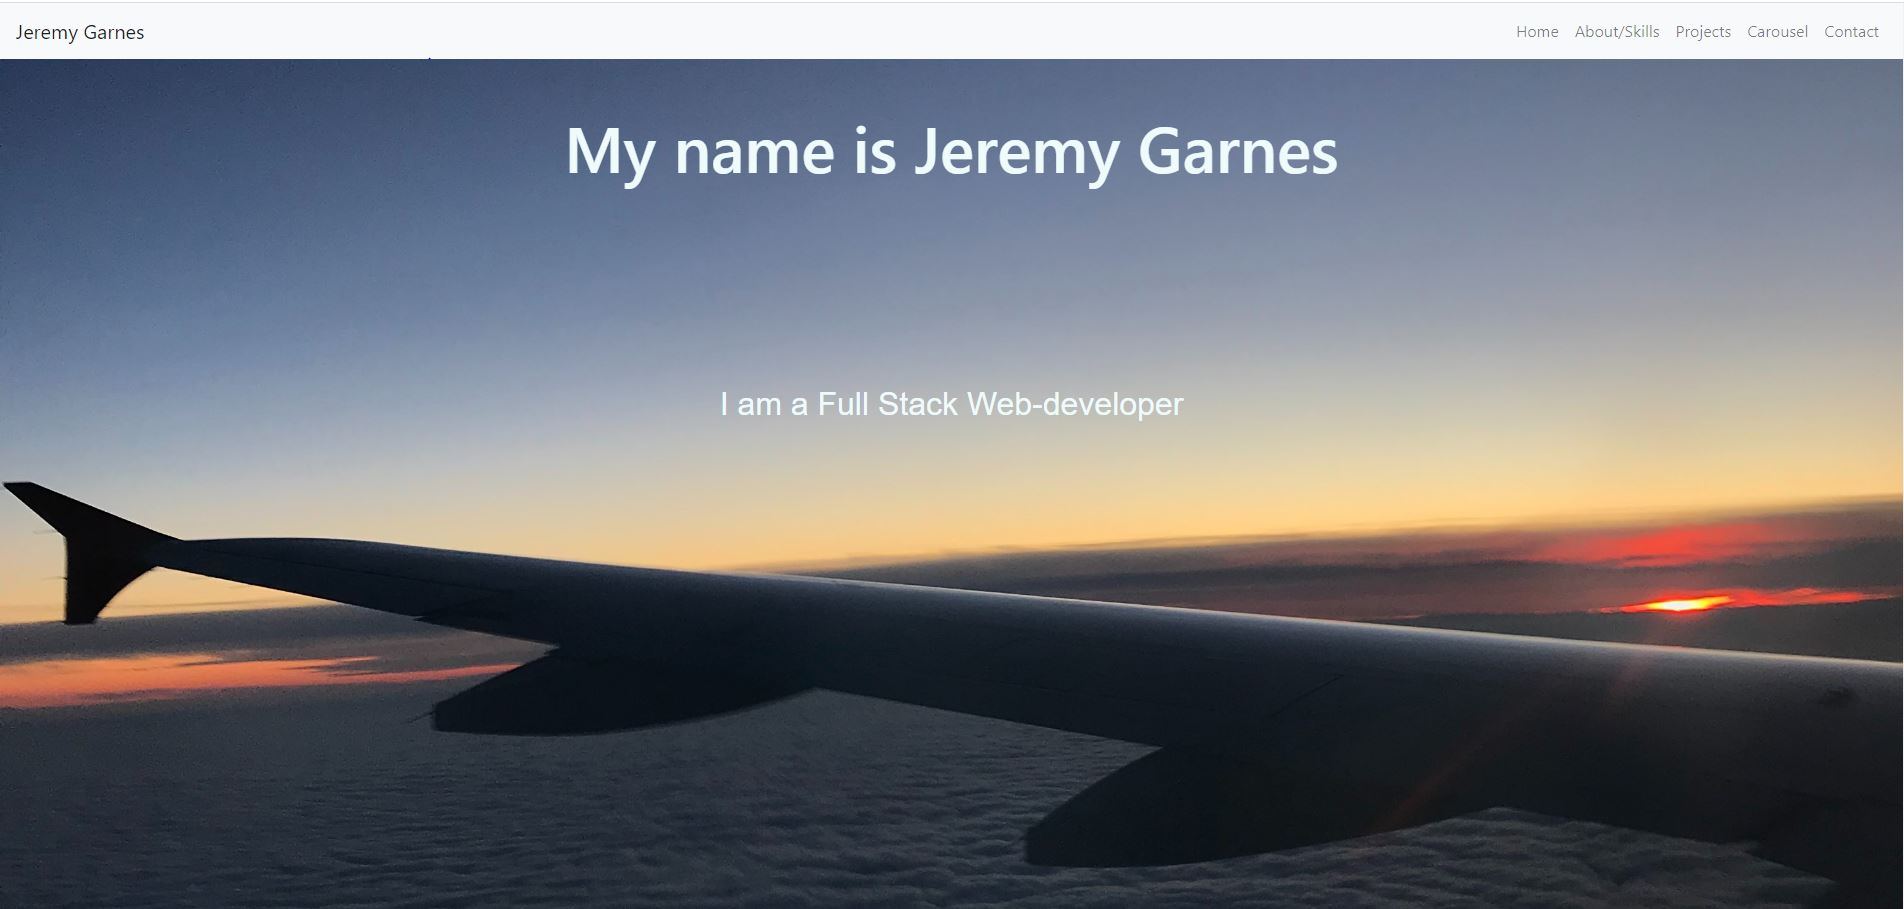 Jeremy Garnes
Home About/Skills Projects Carousel Contact
My name is Jeremy Garnes
I am a Full Stack Web-developer